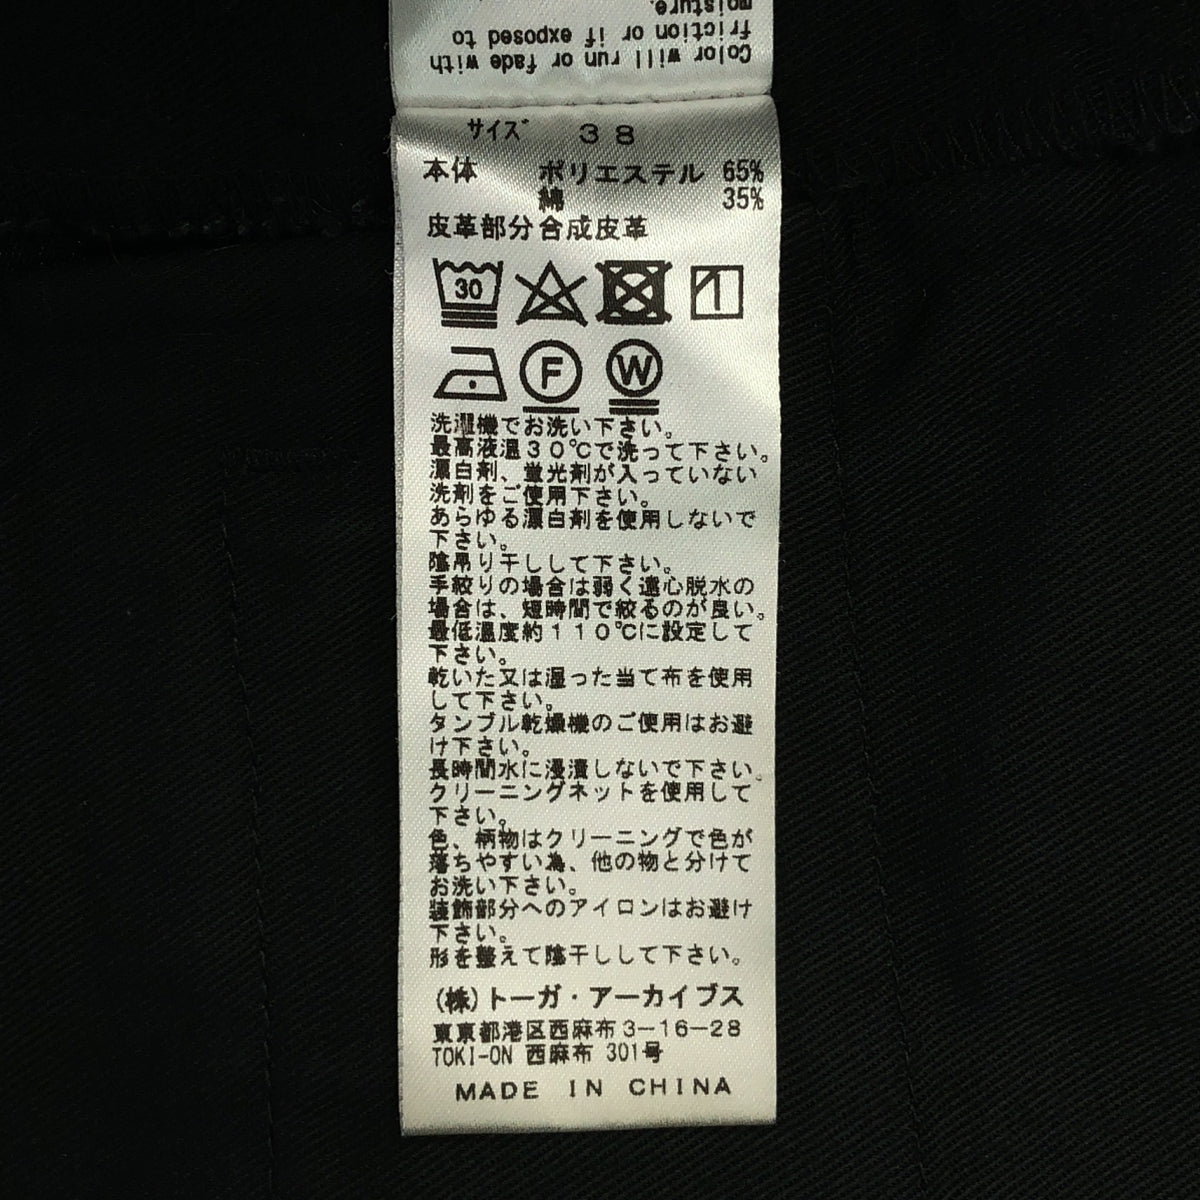 moisture.
friction or if exposed to
Color will run or fade with
サイズ 38
本体 ポリエステル 65%
綿 35%
皮革部分合成皮革
30
F W
洗濯機でお洗い下さい。
最高液温30℃で洗って下さい。
漂白剤、蛍光剤が入っていない
洗剤をご使用下さい。
あらゆる漂白剤を使用しないで
下さい。
陰吊り干しして下さい。
手絞りの場合は弱く遠心脱水の
場合は、短時間で絞るのが良い。
最低温度約110℃に設定して
下さい。
乾いた又は湿った当て布を使用
して下さい。
タンブル乾燥機のご使用はお避
け下さい。
長時間水に浸漬しないで下さい。
クリーニングネットを使用して
下さい。
色、柄物はクリーニングで色が
落ちやすい為、他の物と分けて
お洗い下さい。
装飾部分へのアイロンはお避け
下さい。
形を整えて陰干しして下さい。
(株)トーガ・アーカイブス
東京都港区西麻布3-16-28
TOKI-ON 西麻布 301号
MADE IN CHINA